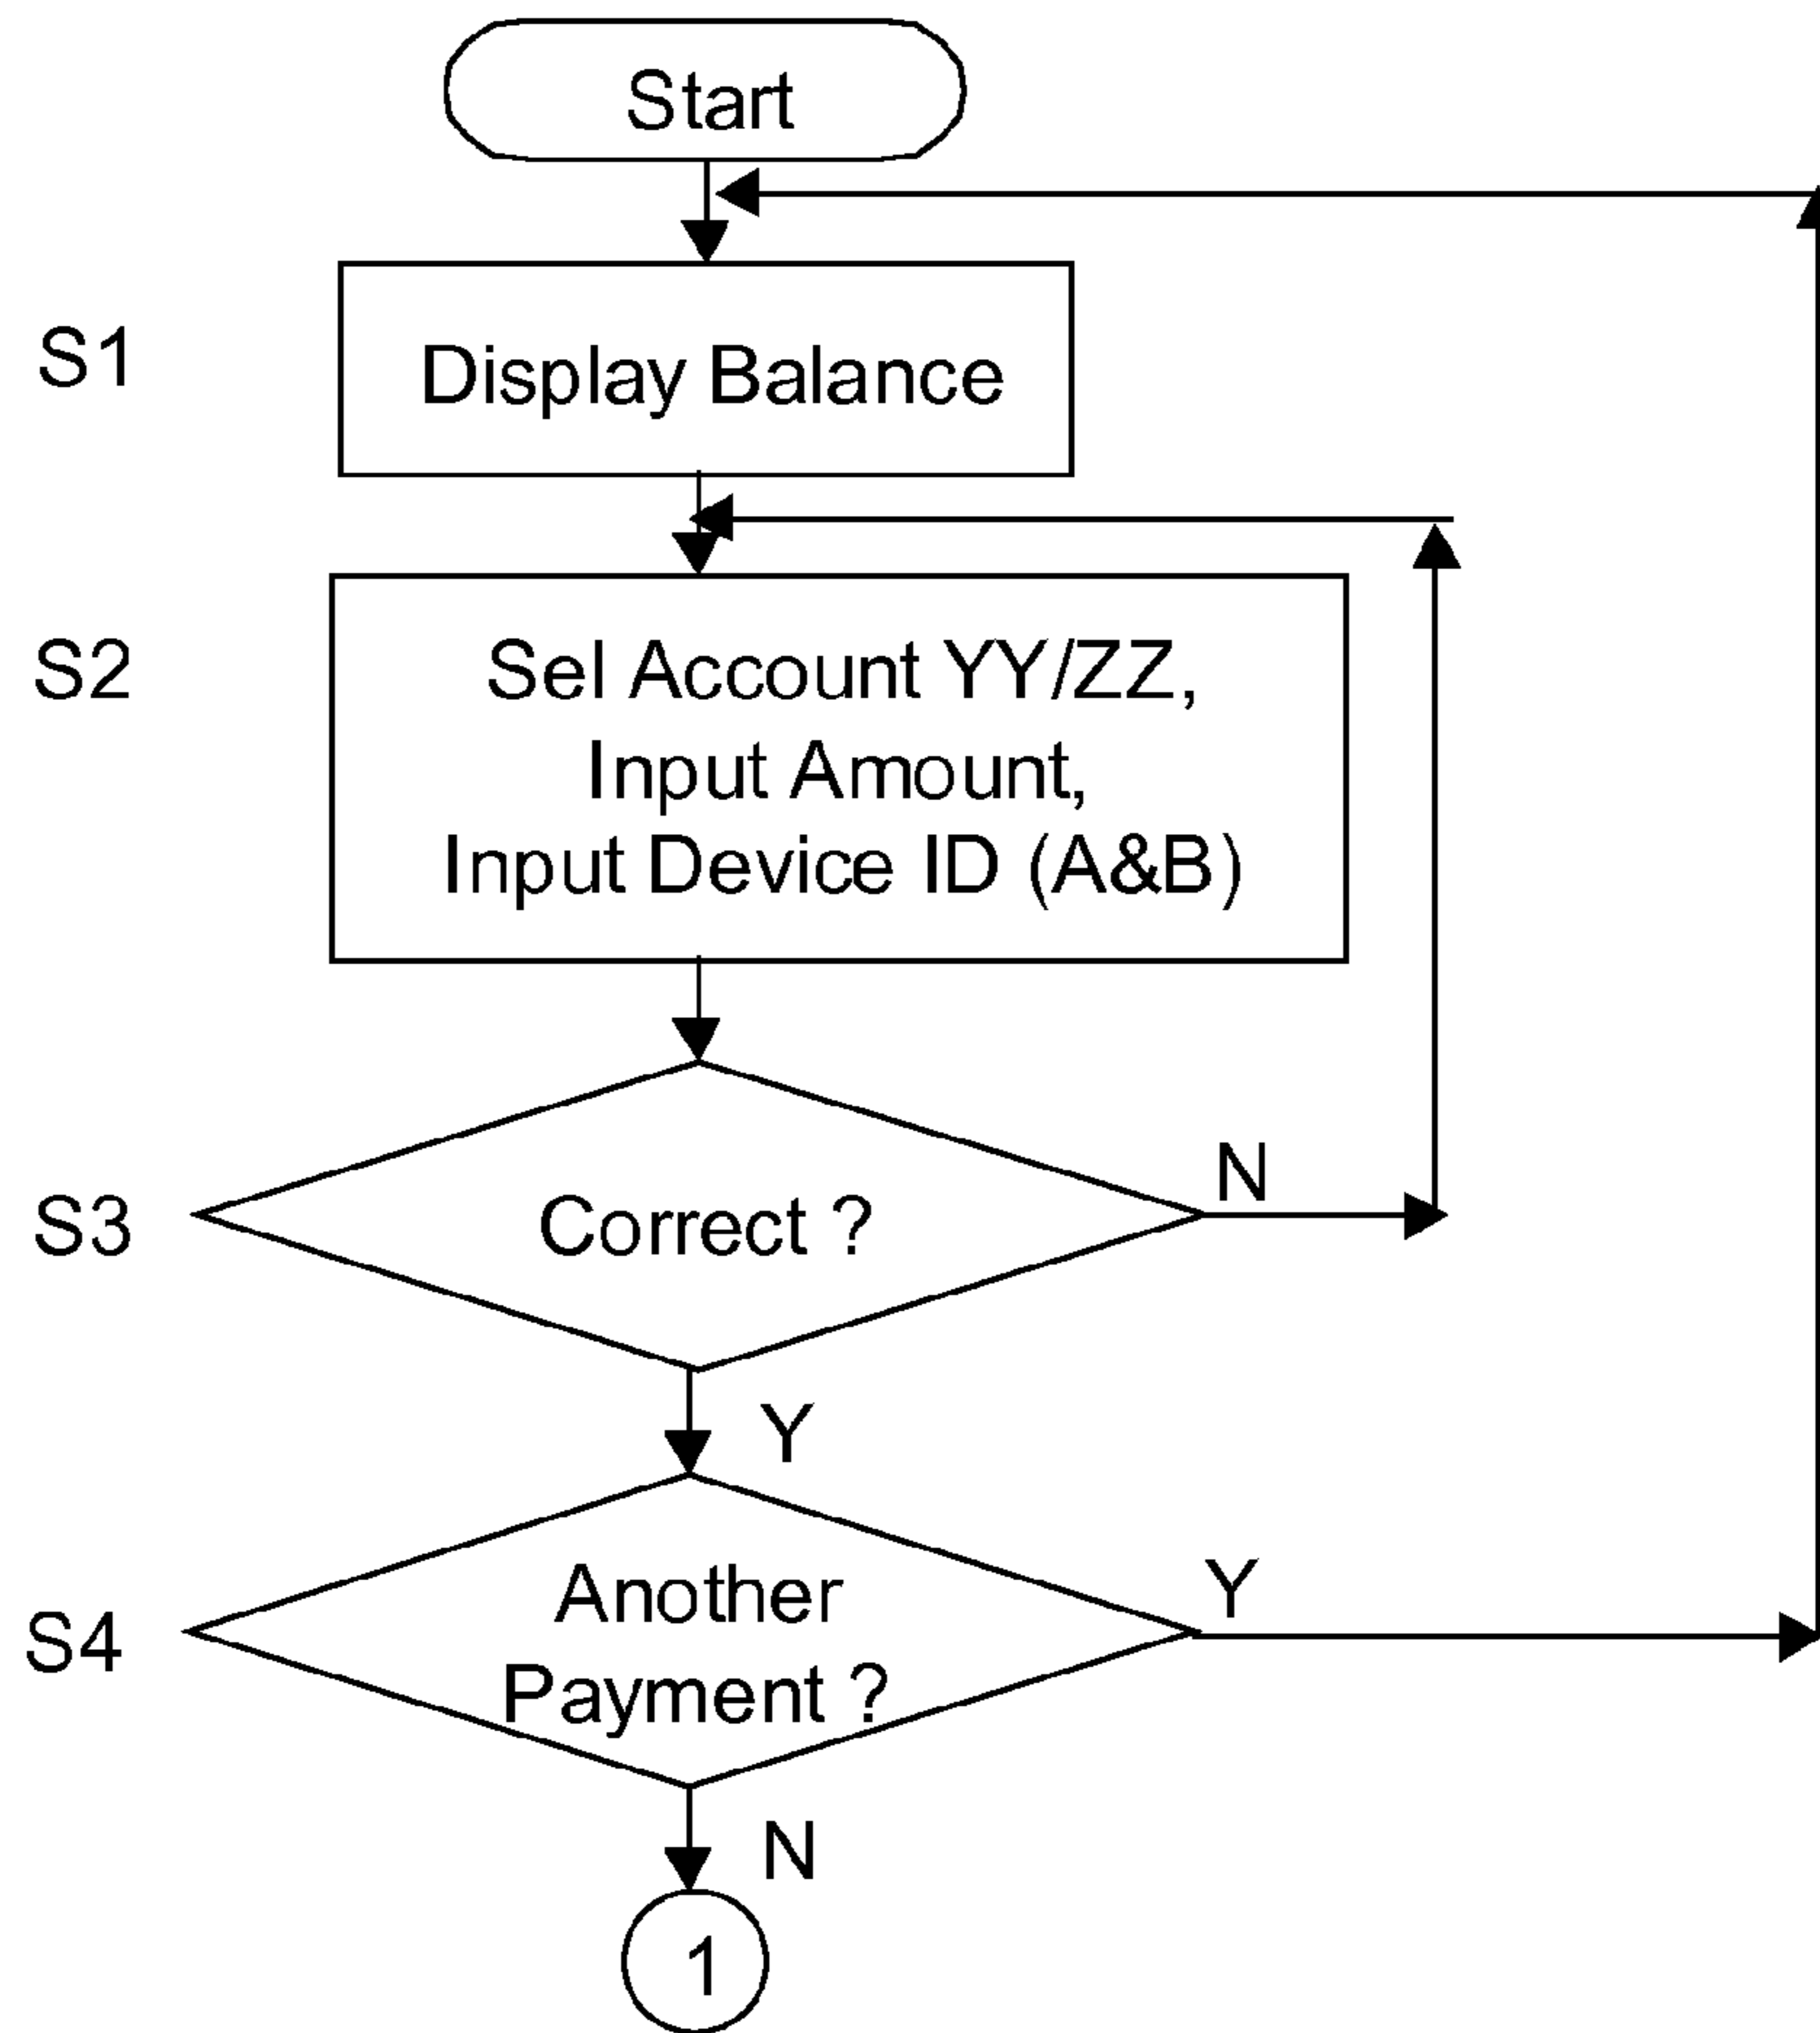 Start
S1
Display Balance
S2
Sel Account YY/ZZ,
Input Amount,
Input Device ID (A&B)
S3
Correct ?
N
Y
S4
Another
Payment ?
Y
N
1